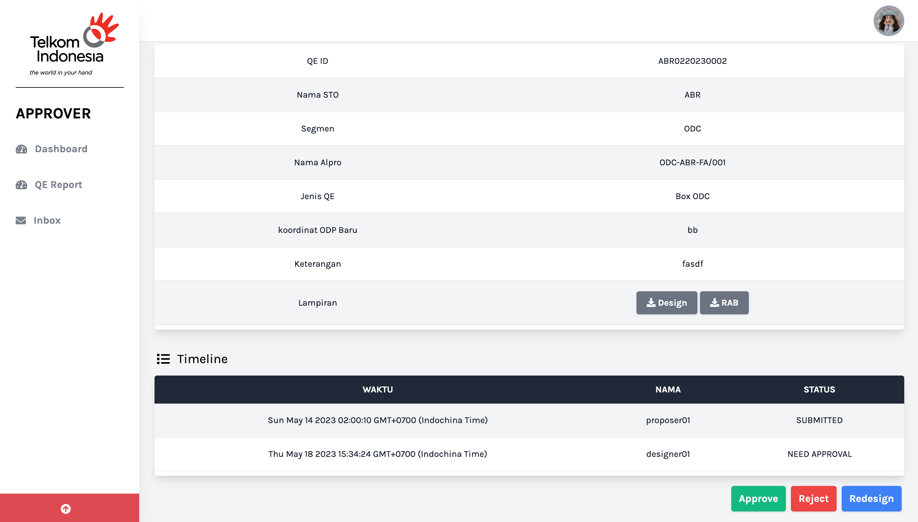 Telkom
Indonesia
the world in your hand
APPROVER
Dashboard
QE Report
Inbox
QE ID ABR0220230002
Nama STO ABR
Segmen ODC
Nama Alpro ODC-ABR-FA/001
Jenis QE Box ODC
koordinat ODP Baru bb
Keterangan fasdf
Lampiran Design RAB
Timeline
WAKTU NAMA STATUS
Sun May 14 2023 02:00:10 GMT+0700 (Indochina Time) proposer01 SUBMITTED
Thu May 18 2023 15:34:24 GMT+0700 (Indochina Time) designer01 NEED APPROVAL
Approve Reject Redesign